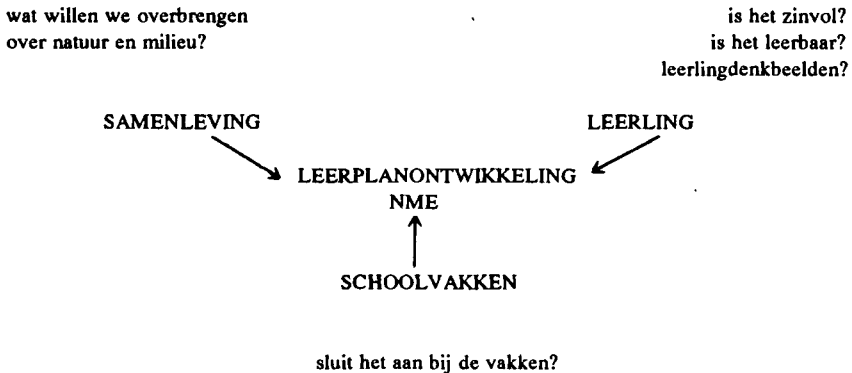 wat willen we overbrengen
over natuur en milieu?
is het zinvol?
is het leerbaar?
leerlingdenkbeelden?
SAMENLEVING
LEERLING
LEERPLANONTWIKKELING
NME
SCHOOLVAKKEN
sluit het aan bij de vakken?